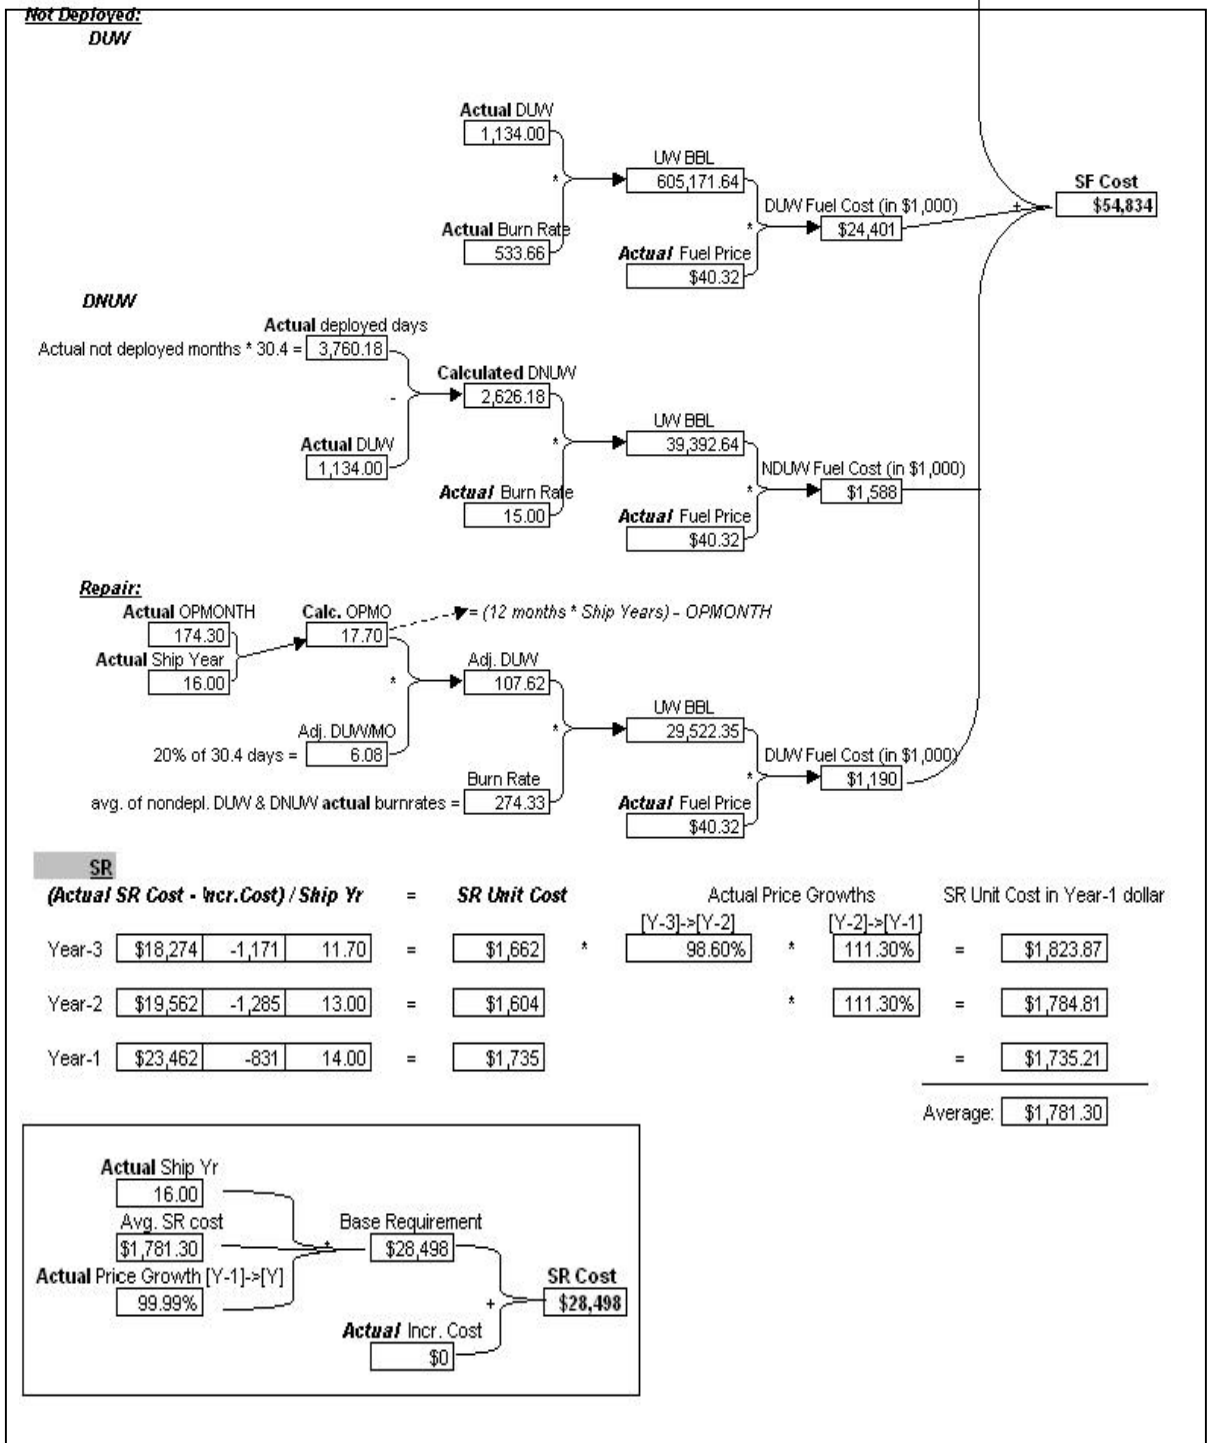 Not Deployed:
DUW
Actual DUW
1,134.00
*
UW BBL
605,171.64
Actual Burn Rate
533.66
DUW Fuel Cost (in $1,000)
$24,401
*
Actual Fuel Price
$40.32
+
SF Cost
$54,834
DNUW
Actual deployed days
Actual not deployed months * 30.4 = 3,760.18
-
Calculated DNUW
2,626.18
Actual DUW
1,134.00
*
UW BBL
39,392.64
Actual Burn Rate
15.00
NDUW Fuel Cost (in $1,000)
*
$1,588
Actual Fuel Price
$40.32
Repair:
Actual OPMONTH
174.30
Calc. OPMO
17.70
= (12 months * Ship Years) - OPMONTH
Actual Ship Year
16.00
*
Adj. DUW
107.62
Adj. DUW/MO
20% of 30.4 days = 6.08
*
UW BBL
29,522.35
Burn Rate
avg. of nondepl. DUW & DNUW actual burnrates = 274.33
DUW Fuel Cost (in $1,000)
*
$1,190
Actual Fuel Price
$40.32
SR
(Actual SR Cost - Incr.Cost) / Ship Yr = SR Unit Cost Actual Price Growths SR Unit Cost in Year-1 dollar
[Y-3]->[Y-2] [Y-2]->[Y-1]
Year-3 $18,274 -1,171 11.70 = $1,662 * 98.60% * 111.30% = $1,823.87
Year-2 $19,562 -1,285 13.00 = $1,604 * 111.30% = $1,784.81
Year-1 $23,462 -831 14.00 = $1,735 = $1,735.21
Average: $1,781.30
Actual Ship Yr
16.00
Avg. SR cost
$1,781.30
*
Base Requirement
$28,498
Actual Price Growth [Y-1]->[Y]
99.99%
+
SR Cost
$28,498
Actual Incr. Cost
$0